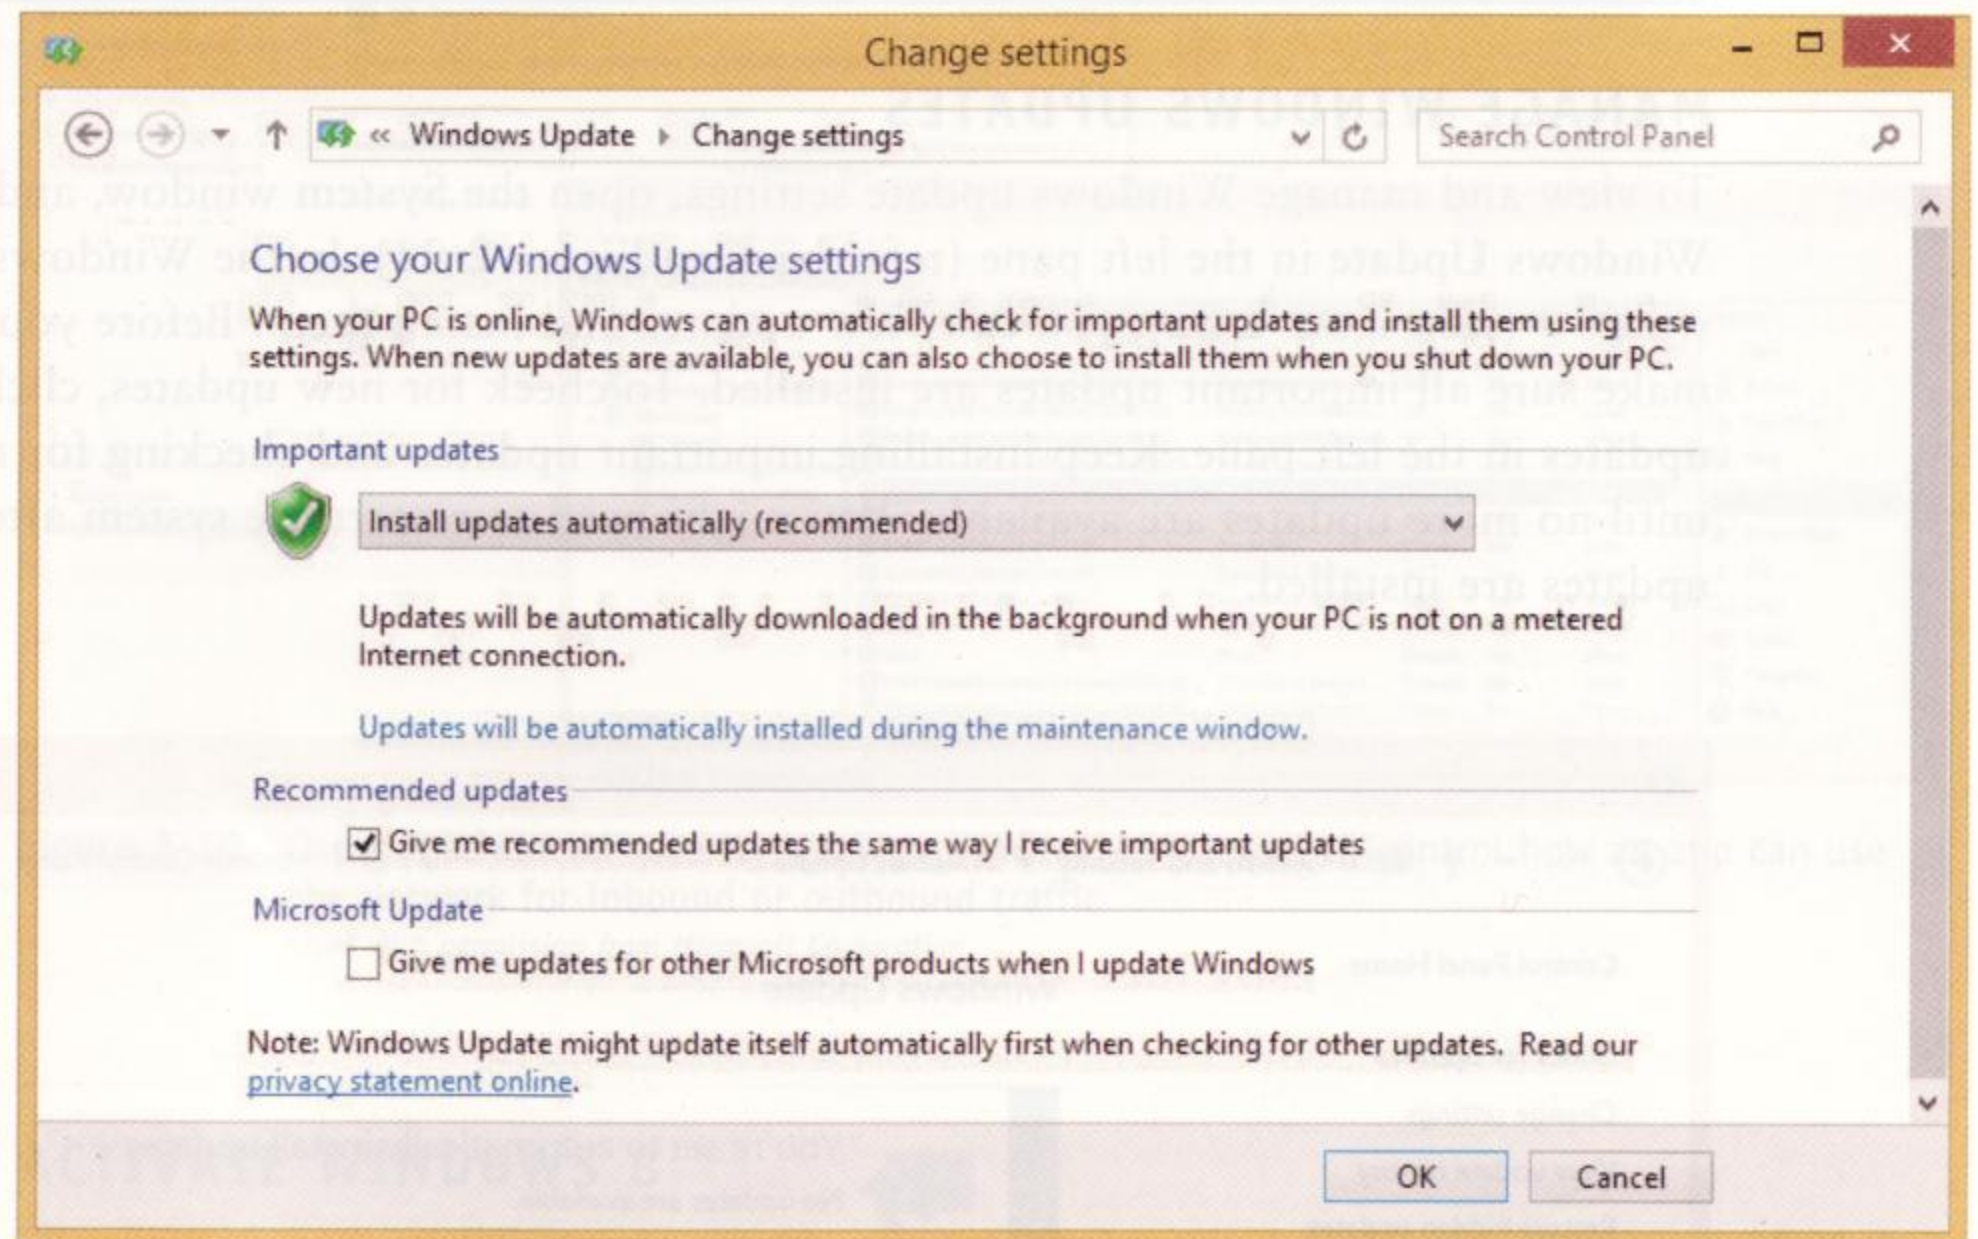 Change settings
« Windows Update Change settings
Search Control Panel
Choose your Windows Update settings
When your PC is online, Windows can automatically check for important updates and install them using these
settings. When new updates are available, you can also choose to install them when you shut down your PC.
Important updates
Install updates automatically (recommended)
Updates will be automatically downloaded in the background when your PC is not on a metered
Internet connection.
Updates will be automatically installed during the maintenance window.
Recommended updates
Give me recommended updates the same way I receive important updates
Microsoft Update
Give me updates for other Microsoft products when I update Windows
Note: Windows Update might update itself automatically first when checking for other updates. Read our
privacy statement online.
OK
Cancel